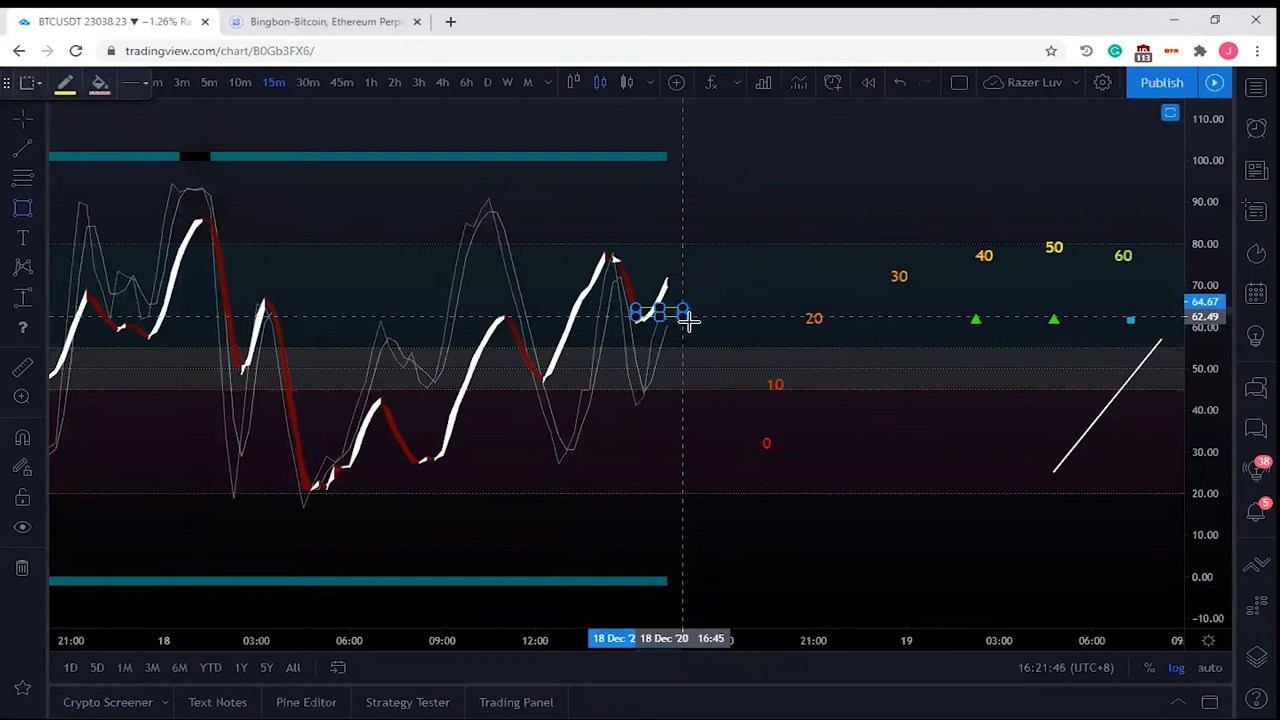 BTCUSDT 23038.23 ▼ −1.26% Ra
Bingbon-Bitcoin, Ethereum Perp
tradingview.com/chart/B0Gb3FX6/
113
J
m 3m 5m 10m 15m 30m 45m 1h 2h 3h 4h 6h D W M
Razer Luv
Publish
110.00
100.00
90.00
80.00
70.00
64.67
62.49
60.00
50.00
40.00
30.00
20.00
10.00
0.00
-10.00
50
40 60
30
20
10
0
38
5
21:00 18 03:00 06:00 09:00 12:00 18 Dec '2 18 Dec '20 16:45 0 21:00 19 03:00 06:00 09:
1D 5D 1M 3M 6M YTD 1Y 5Y All
16:21:46 (UTC+8) % log auto
Crypto Screener Text Notes Pine Editor Strategy Tester Trading Panel